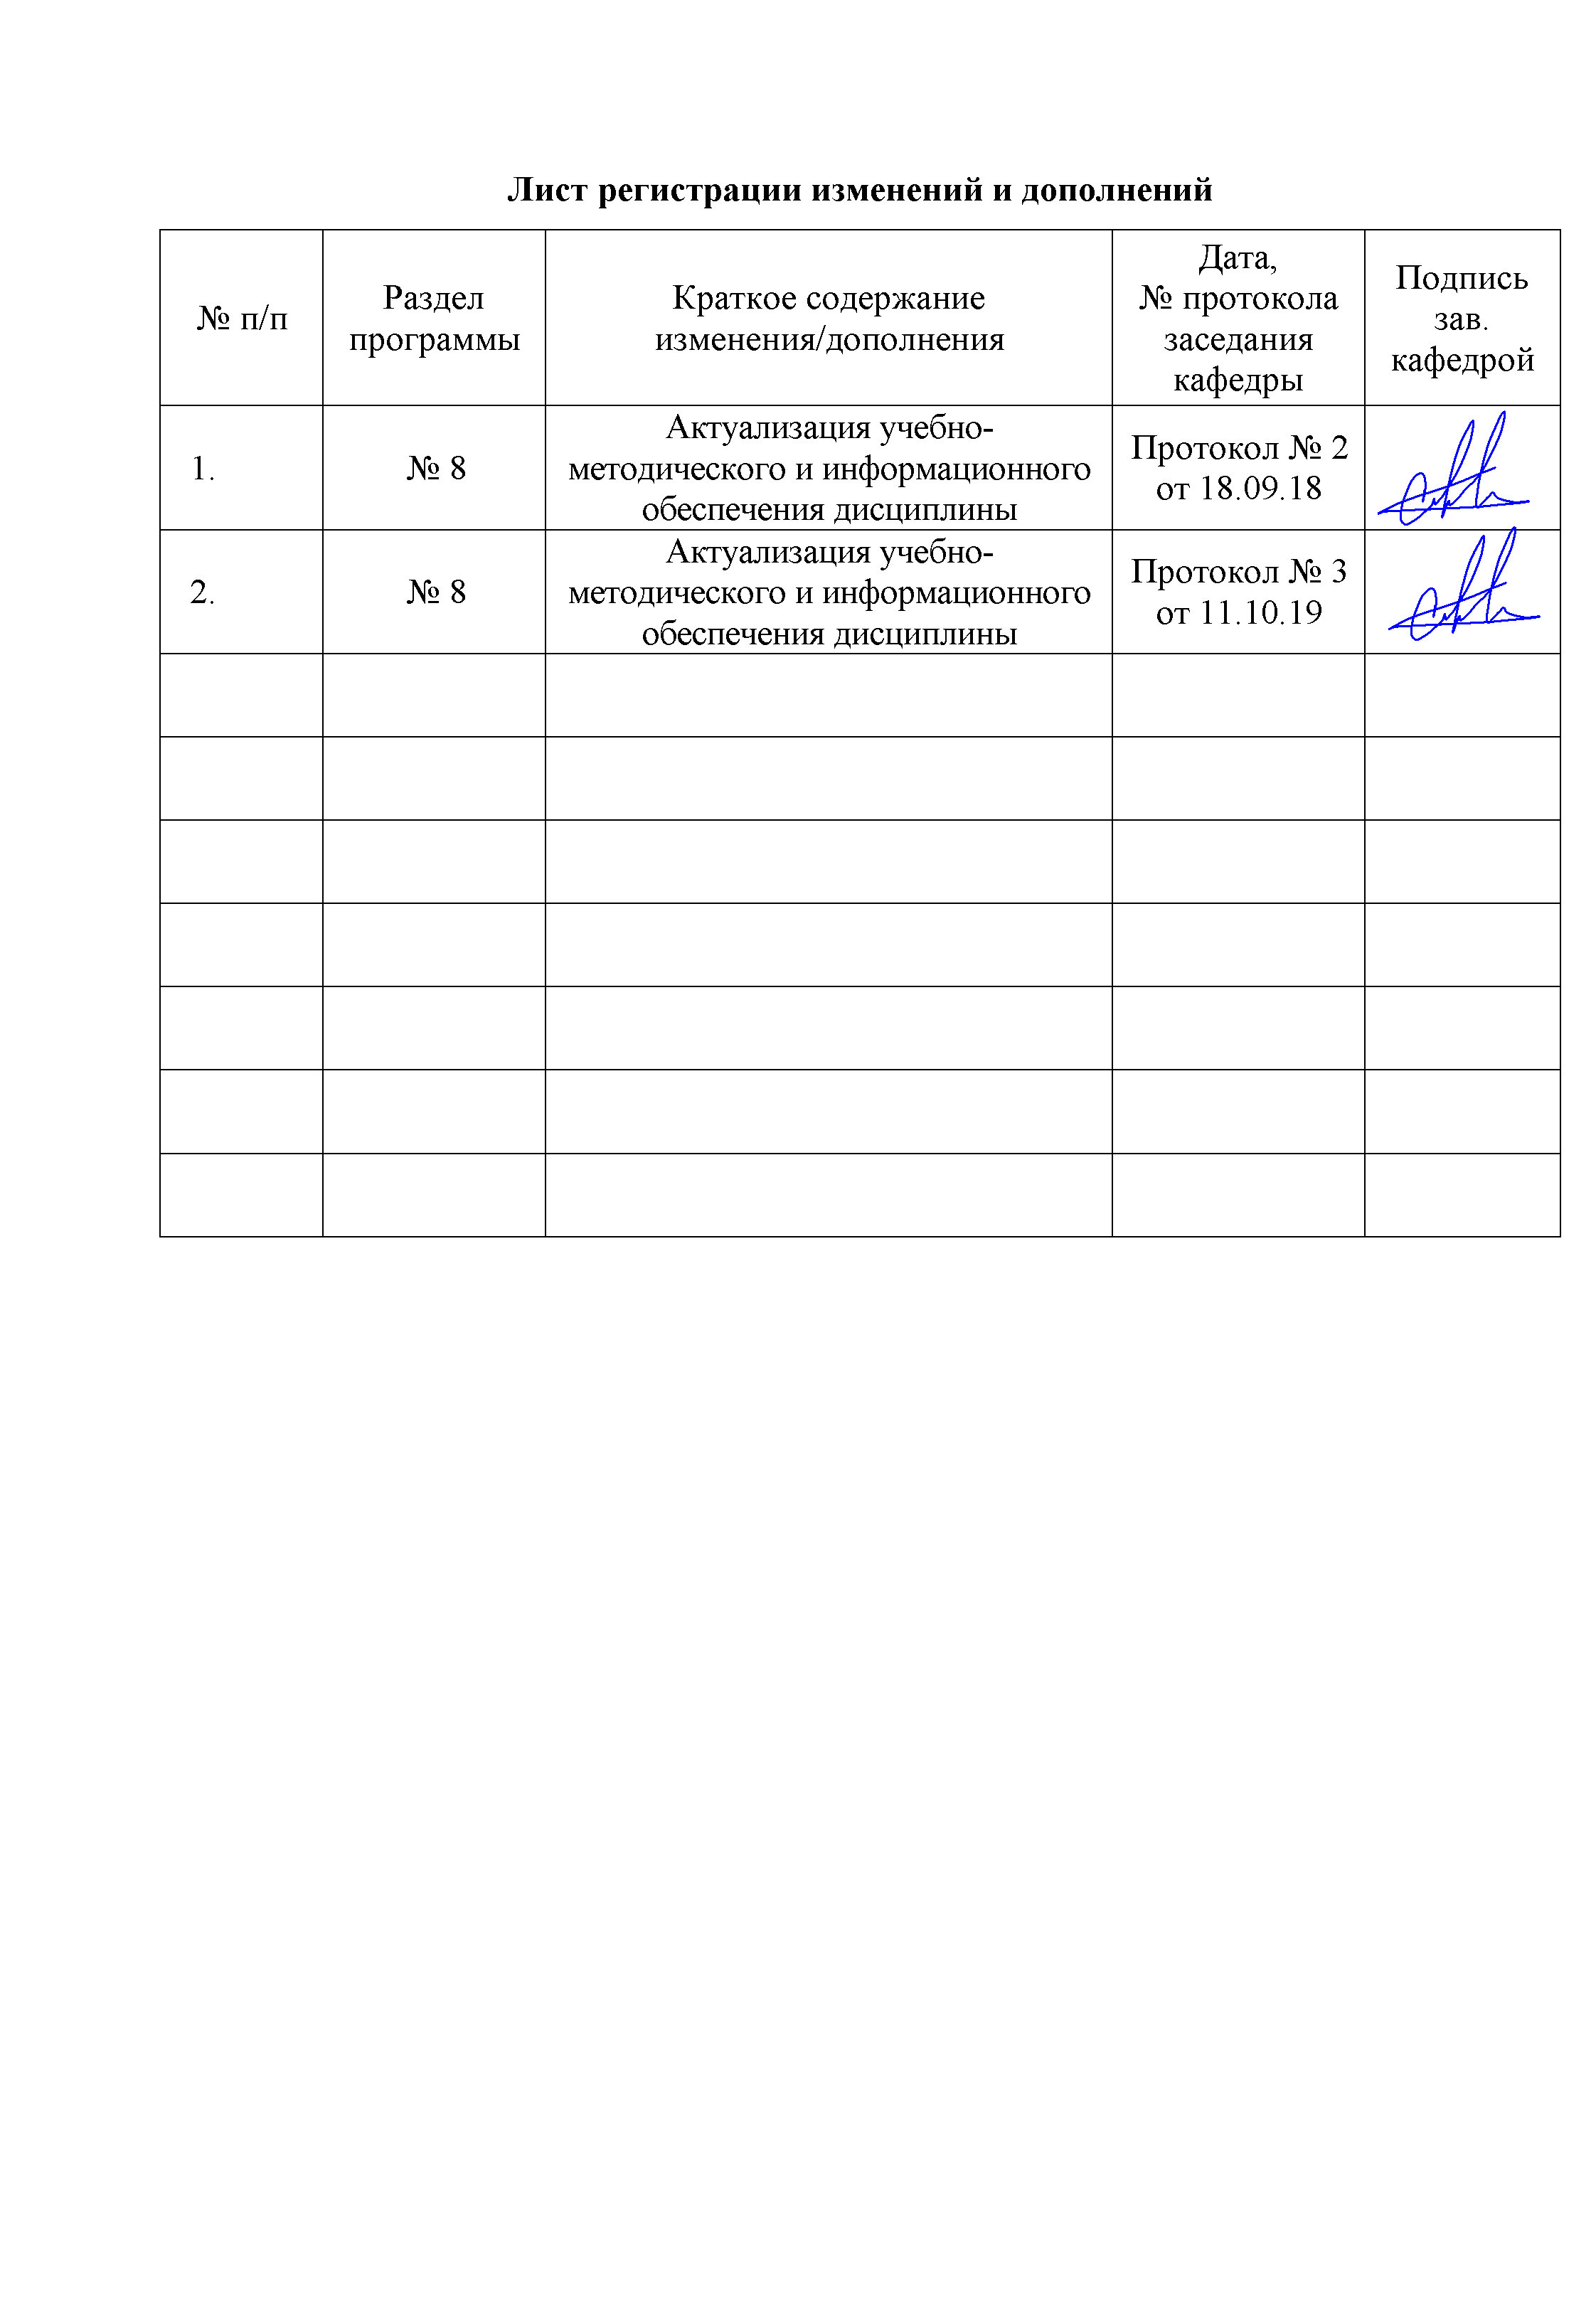 Лист регистрации изменений и дополнений
№ п/п
Раздел
программы
Краткое содержание
изменения/дополнения
Дата,
№ протокола
заседания
кафедры
Подпись
зав.
кафедрой
1.
№ 8
Актуализация учебно-
методического и информационного
обеспечения дисциплины
Протокол № 2
от 18.09.18
2.
№ 8
Актуализация учебно-
методического и информационного
обеспечения дисциплины
Протокол № 3
от 11.10.19